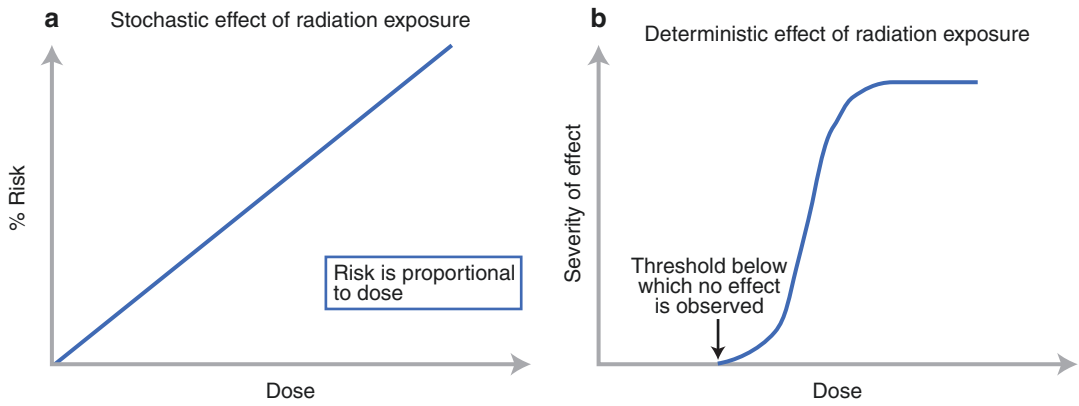 a Stochastic effect of radiation exposure
% Risk
Risk is proportional
to dose
Dose
b Deterministic effect of radiation exposure
Severity of effect
Threshold below
which no effect
is observed
Dose